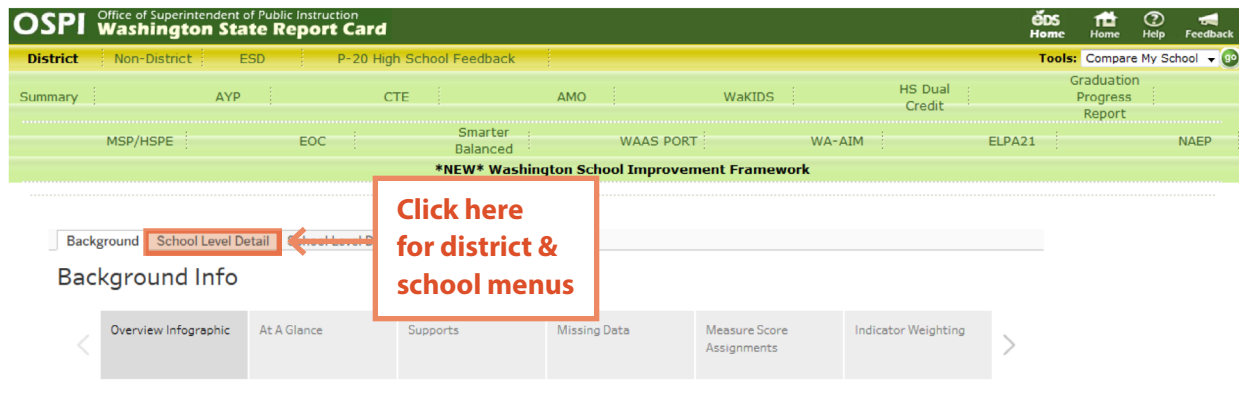 OSPI Office of Superintendent of Public Instruction
Washington State Report Card
eDS Home Home Help Feedback
District Non-District ESD P-20 High School Feedback Tools: Compare My School go
Summary AYP CTE AMO WaKIDS HS Dual Credit Graduation Progress Report
MSP/HSPE EOC Smarter Balanced WAAS PORT WA-AIM ELPA21 NAEP
*NEW* Washington School Improvement Framework
Click here
for district &
school menus
Background School Level Detail School Level D
Background Info
Overview Infographic At A Glance Supports Missing Data Measure Score Assignments Indicator Weighting